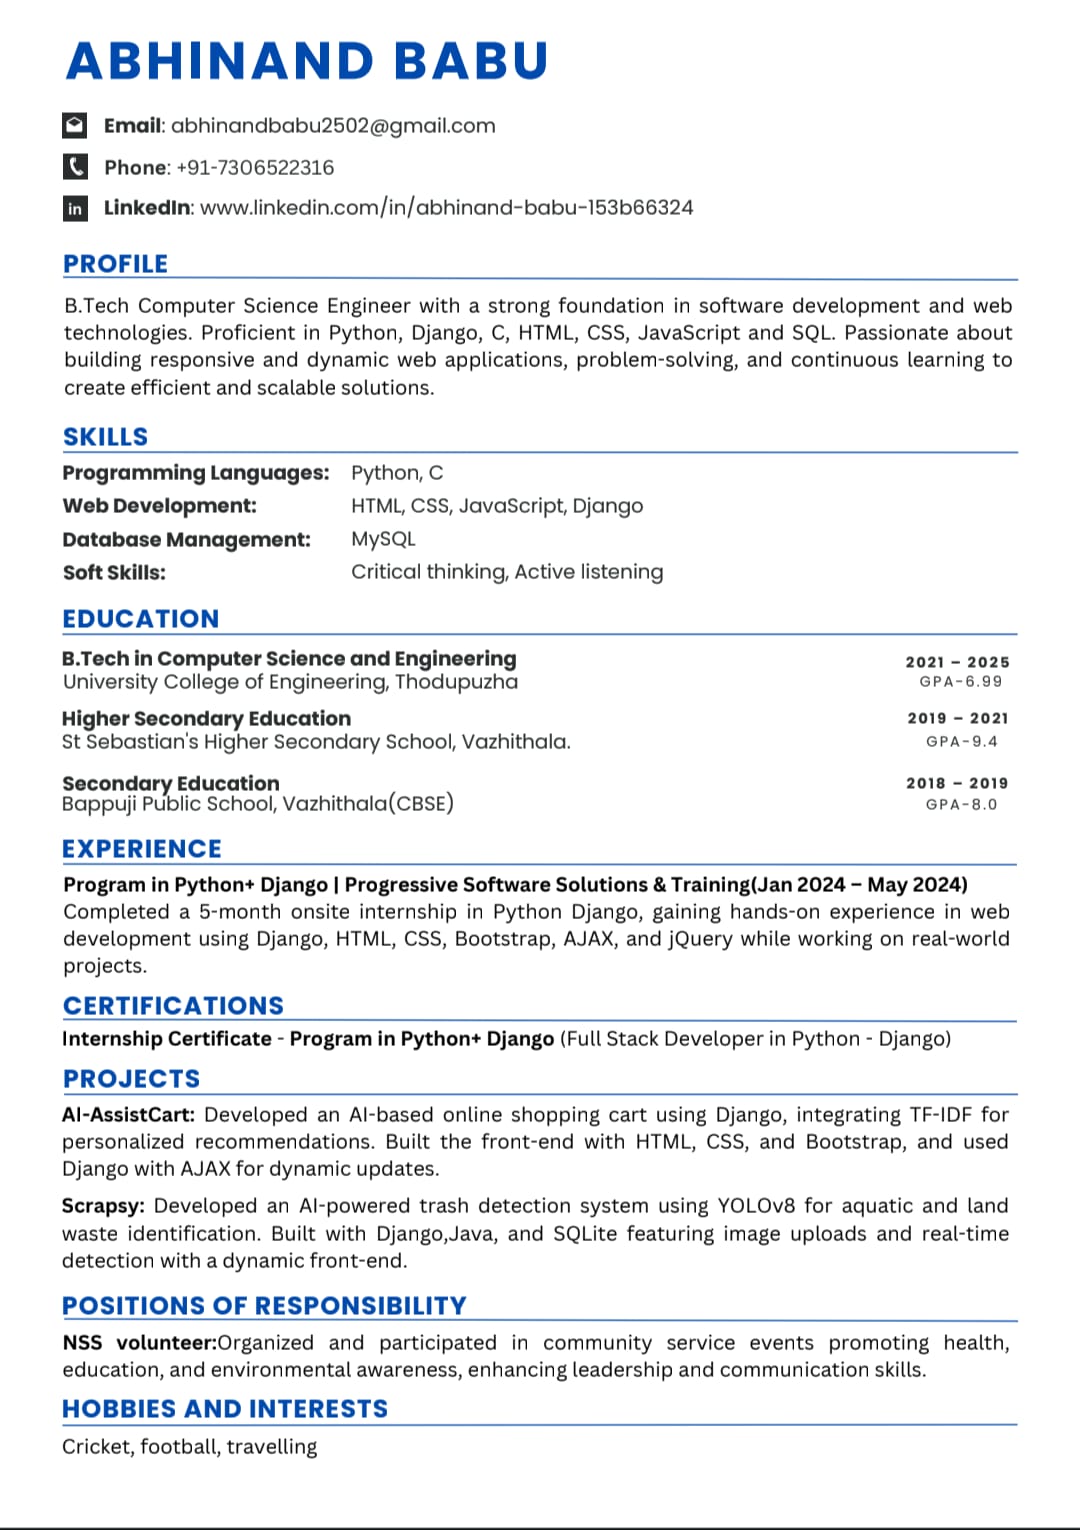 ABHINAND BABU
Email: abhinandbabu2502@gmail.com
Phone: +91-7306522316
in LinkedIn: www.linkedin.com/in/abhinand-babu-153b66324
PROFILE
B.Tech Computer Science Engineer with a strong foundation in software development and web
technologies. Proficient in Python, Django, C, HTML, CSS, JavaScript and SQL. Passionate about
building responsive and dynamic web applications, problem-solving, and continuous learning to
create efficient and scalable solutions.
SKILLS
Programming Languages: Python, C
Web Development: HTML, CSS, JavaScript, Django
Database Management: MySQL
Soft Skills: Critical thinking, Active listening
EDUCATION
B.Tech in Computer Science and Engineering 2021 – 2025
University College of Engineering, Thodupuzha GPA-6.99
Higher Secondary Education 2019 – 2021
St Sebastian's Higher Secondary School, Vazhithala. GPA-9.4
Secondary Education 2018 – 2019
Bappuji Public School, Vazhithala(CBSE) GPA-8.0
EXPERIENCE
Program in Python+ Django | Progressive Software Solutions & Training(Jan 2024 – May 2024)
Completed a 5-month onsite internship in Python Django, gaining hands-on experience in web
development using Django, HTML, CSS, Bootstrap, AJAX, and jQuery while working on real-world
projects.
CERTIFICATIONS
Internship Certificate - Program in Python+ Django (Full Stack Developer in Python - Django)
PROJECTS
AI-AssistCart: Developed an AI-based online shopping cart using Django, integrating TF-IDF for
personalized recommendations. Built the front-end with HTML, CSS, and Bootstrap, and used
Django with AJAX for dynamic updates.
Scrapsy: Developed an AI-powered trash detection system using YOLOv8 for aquatic and land
waste identification. Built with Django,Java, and SQLite featuring image uploads and real-time
detection with a dynamic front-end.
POSITIONS OF RESPONSIBILITY
NSS volunteer:Organized and participated in community service events promoting health,
education, and environmental awareness, enhancing leadership and communication skills.
HOBBIES AND INTERESTS
Cricket, football, travelling